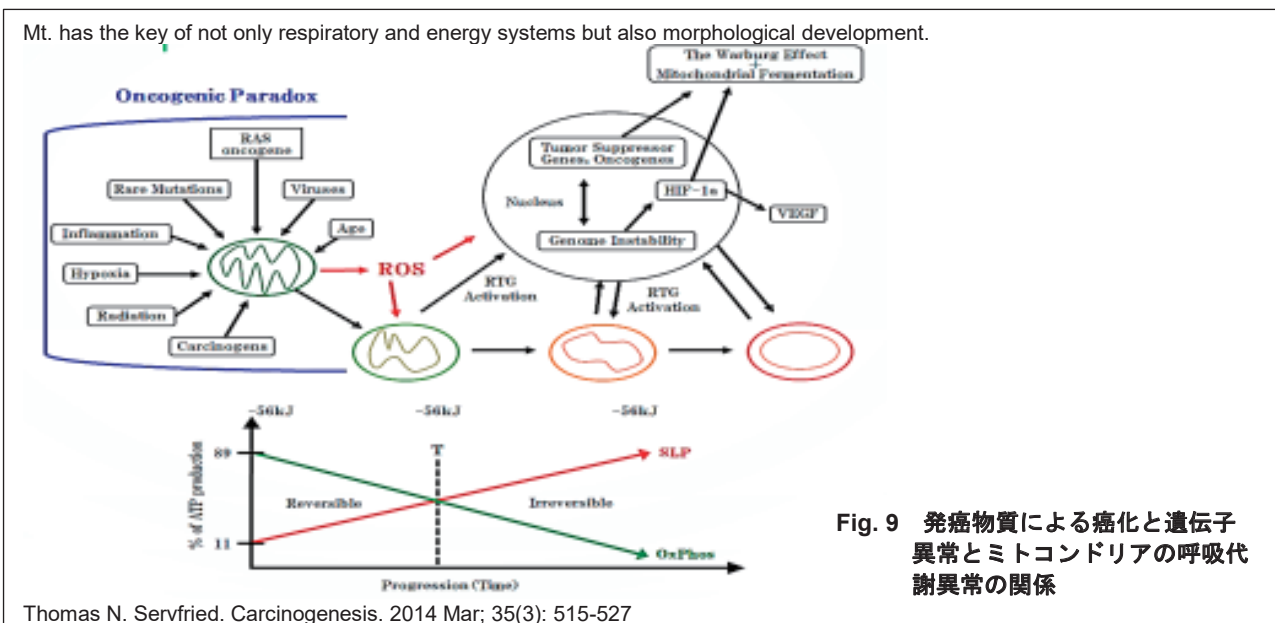 Mt. has the key of not only respiratory and energy systems but also morphological development.
The Warburg Effect
+
Mitochondrial Fermentation
Oncogenic Paradox
RAS
oncogene
Rare Mutations
Viruses
Inflammation
Age
Hypoxia
Radiation
Carcinogens
ROS
Tumor Suppressor
Genes, Oncogenes
Nucleus
HIF-1α
VEGF
Genome Instability
RTG
Activation
RTG
Activation
~56kJ
~56kJ
~56kJ
% of ATP production
89
11
T
SLP
Reversible
Irreversible
OxPhos
Progression (Time)
Fig. 9 発癌物質による癌化と遺伝子
異常とミトコンドリアの呼吸代
謝異常の関係
Thomas N. Servfried. Carcinogenesis. 2014 Mar; 35(3): 515-527